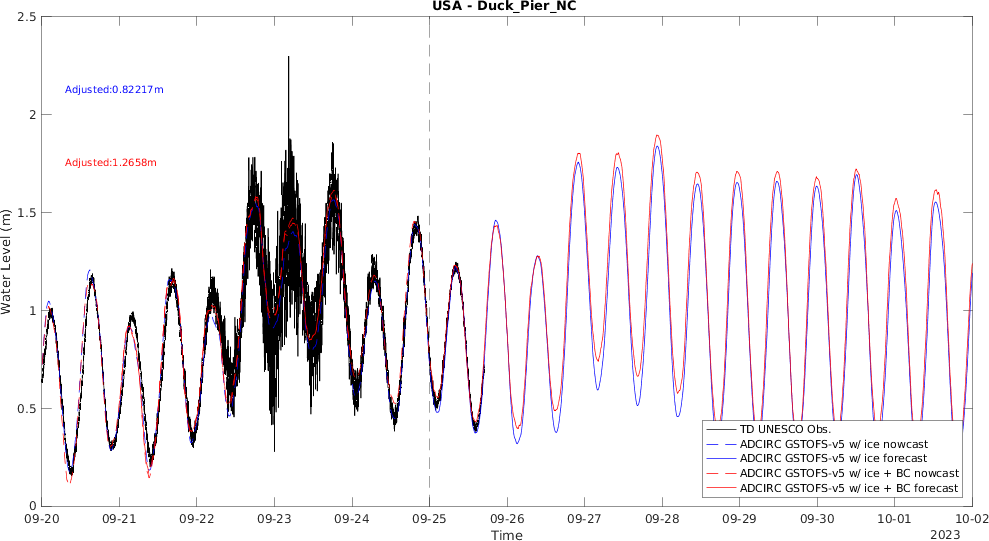 USA - Duck_Pier_NC
2.5
2
1.5
1
0.5
0
Water Level (m)
Adjusted:0.82217m
Adjusted:1.2658m
TD UNESCO Obs.
ADCIRC GSTOFS-v5 w/ ice nowcast
ADCIRC GSTOFS-v5 w/ ice forecast
ADCIRC GSTOFS-v5 w/ ice + BC nowcast
ADCIRC GSTOFS-v5 w/ ice + BC forecast
09-20 09-21 09-22 09-23 09-24 09-25 09-26 09-27 09-28 09-29 09-30 10-01 10-02
Time
2023